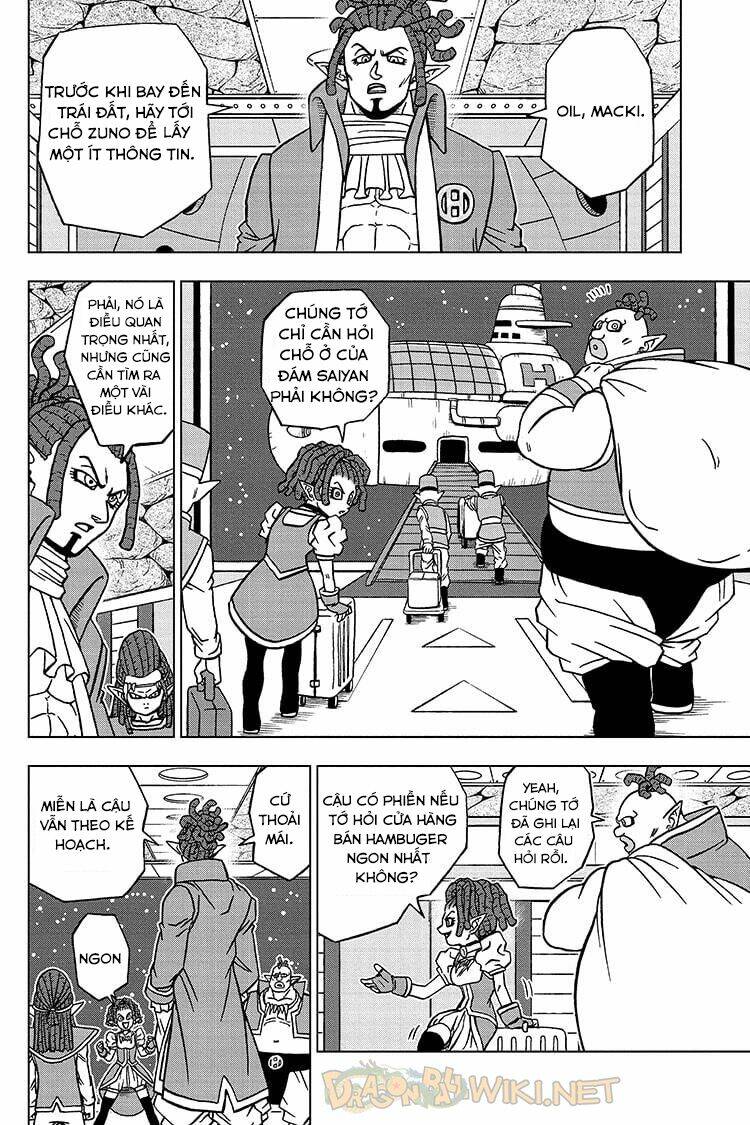 OIL, MACKI.
TRƯỚC KHI BAY ĐẾN
TRÁI ĐẤT, HÃY TỚI
CHỖ ZUNO ĐỂ LẤY
MỘT ÍT THÔNG TIN.
H
CHÚNG TỚ
CHỈ CẦN HỎI
CHỖ Ở CỦA
ĐÁM SAIYAN
PHẢI KHÔNG?
H
PHẢI, NÓ LÀ
ĐIỀU QUAN
TRỌNG NHẤT,
NHƯNG CŨNG
CẦN TÌM RA
MỘT VÀI
ĐIỀU KHÁC.
YEAH,
CHÚNG TỚ
ĐÃ GHI LẠI
CÁC CÂU
HỎI RỒI.
CẬU CÓ PHIỀN NẾU
TỚ HỎI CỬA HÀNG
BÁN HAMBUGER
NGON NHẤT
KHÔNG?
CỨ
THOẢI
MÁI.
MIỄN LÀ CẬU
VẪN THEO KẾ
HOẠCH.
NGON
DRAGON BALL WIKI.NET